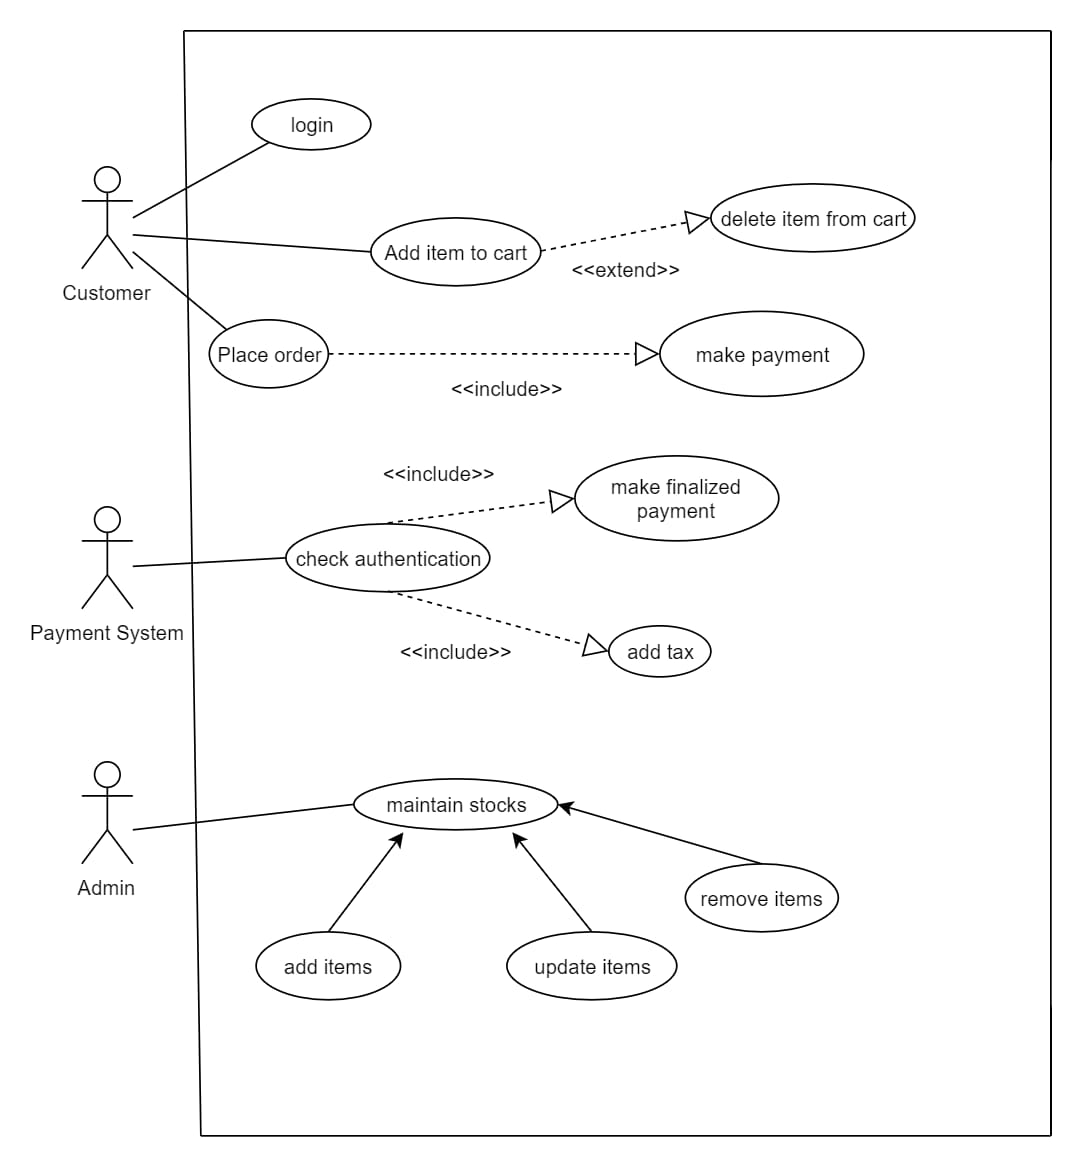 login
delete item from cart
Add item to cart
<<extend>>
Customer
Place order
make payment
<<include>>
<<include>>
make finalized
payment
check authentication
Payment System
<<include>>
add tax
maintain stocks
Admin
remove items
add items
update items